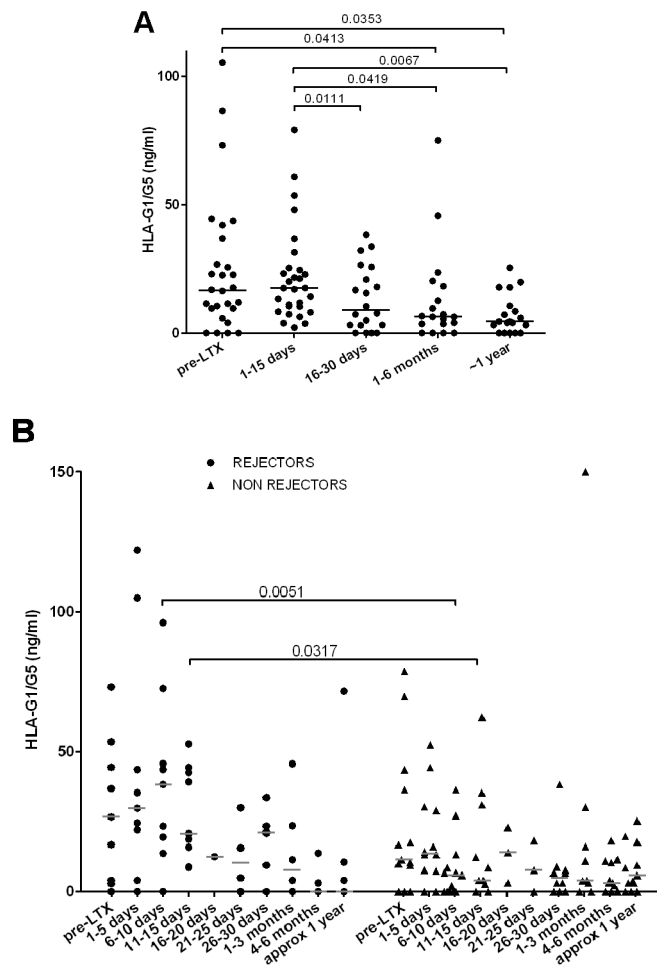 A
0.0353
0.0413
0.0067
0.0419
0.0111
100
50
0
HLA-G1/G5 (ng/ml)
pre-LTX
1-15 days
16-30 days
1-6 months
~1 year
B
REJECTORS
NON REJECTORS
150
100
50
0
HLA-G1/G5 (ng/ml)
0.0051
0.0317
pre-LTX
1-5 days
6-10 days
11-15 days
16-20 days
21-25 days
26-30 days
1-3 months
4-6 months
approx 1 year
pre-LTX
1-5 days
6-10 days
11-15 days
16-20 days
21-25 days
26-30 days
1-3 months
4-6 months
approx 1 year